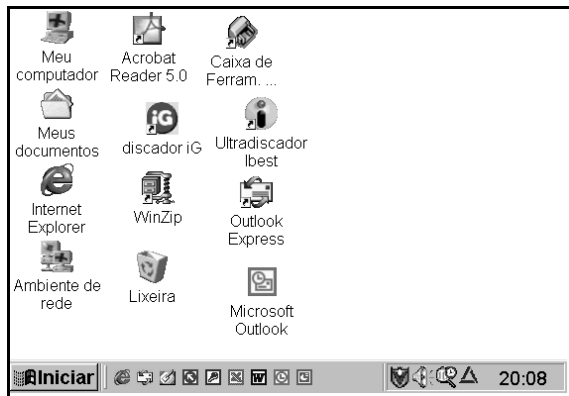 Meu
computador
Acrobat
Reader 5.0
Caixa de
Ferram. ...
Meus
documentos
iG
discador iG
Ultradiscador
Ibest
Internet
Explorer
WinZip
Outlook
Express
Ambiente de
rede
Lixeira
Microsoft
Outlook
Iniciar
W
20:08